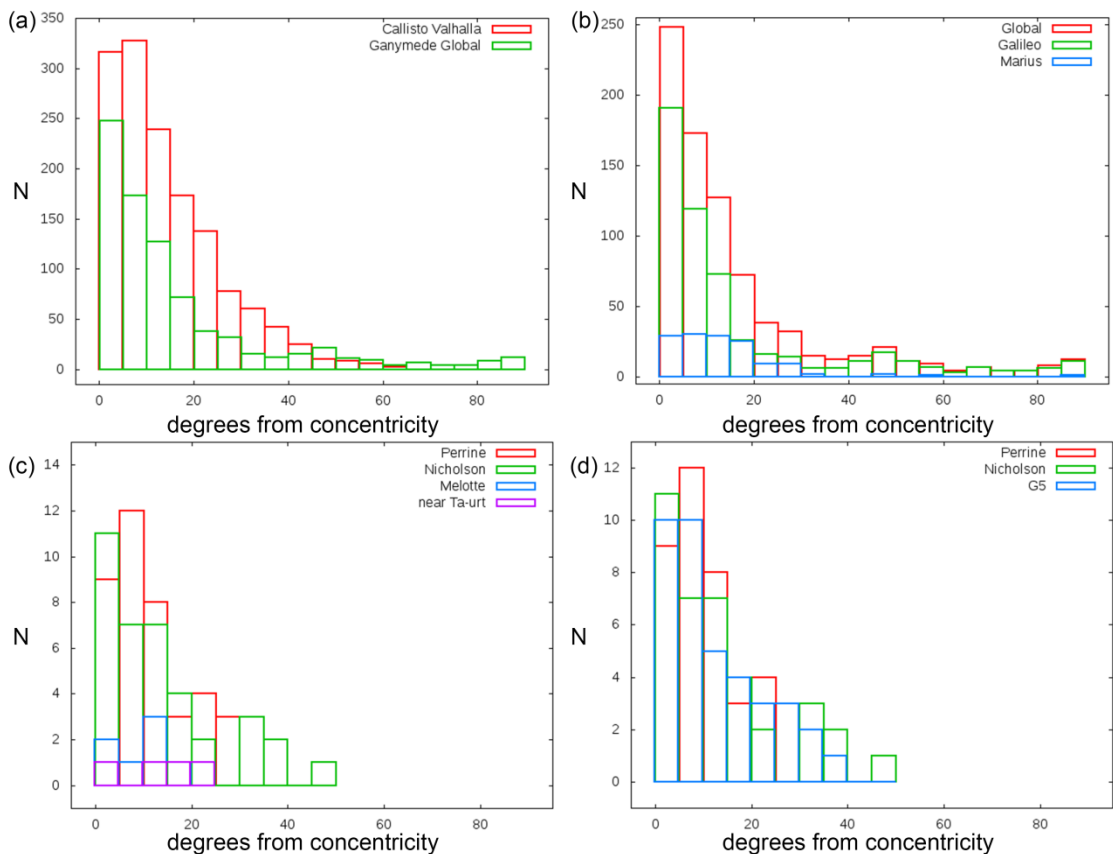 (a)
Callisto Valhalla
Ganymede Global
350
300
250
200
150
100
50
0
N
0 20 40 60 80
degrees from concentricity
(b)
Global
Galileo
Marius
250
200
150
100
50
0
N
0 20 40 60 80
degrees from concentricity
(c)
Perrine
Nicholson
Melotte
near Ta-urt
14
12
10
8
6
4
2
0
N
0 20 40 60 80
degrees from concentricity
(d)
Perrine
Nicholson
G5
12
10
8
6
4
2
0
N
0 20 40 60 80
degrees from concentricity